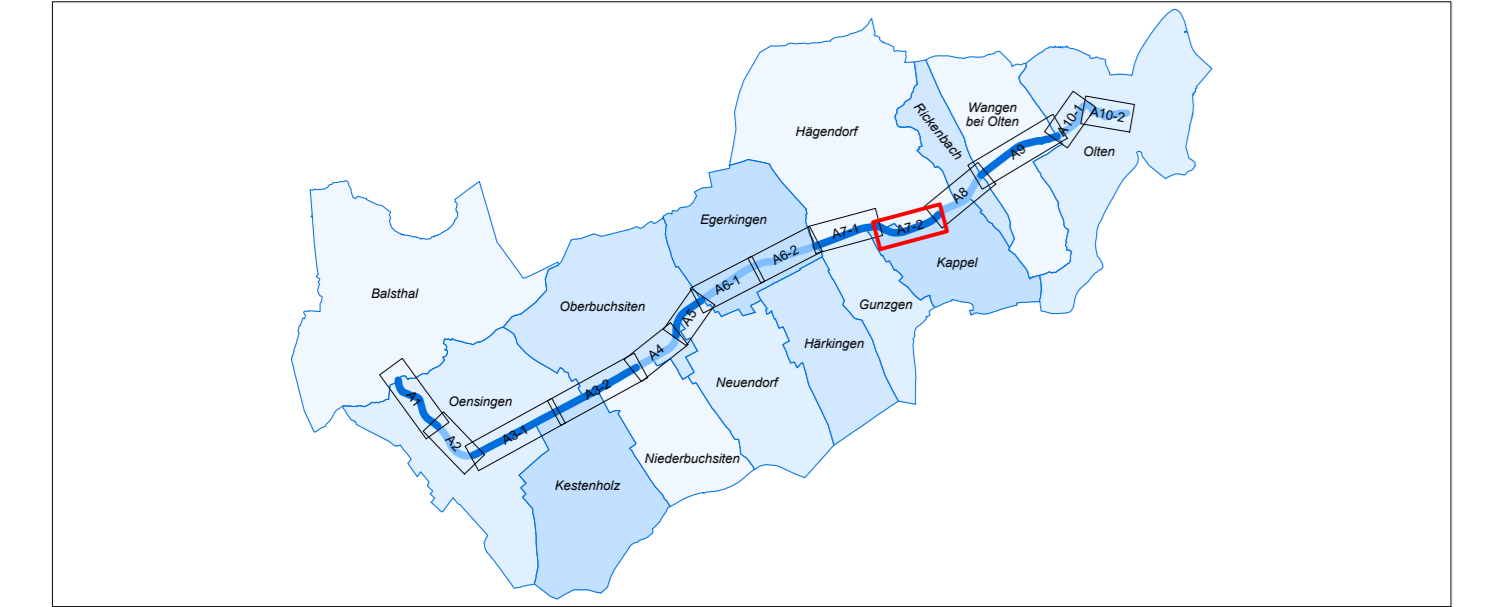 Hägendorf
Rickenbach
Wangen
bei Olten
A10-1
A10-2
Olten
A9
A8
Egerkingen
A7-1
A7-2
Kappel
A6-2
A6-1
Balsthal
Oberbuchsiten
Gunzgen
A5
Härkingen
A4
Neuendorf
A3-2
A1
Oensingen
A3-1
A2
Niederbuchsiten
Kestenholz